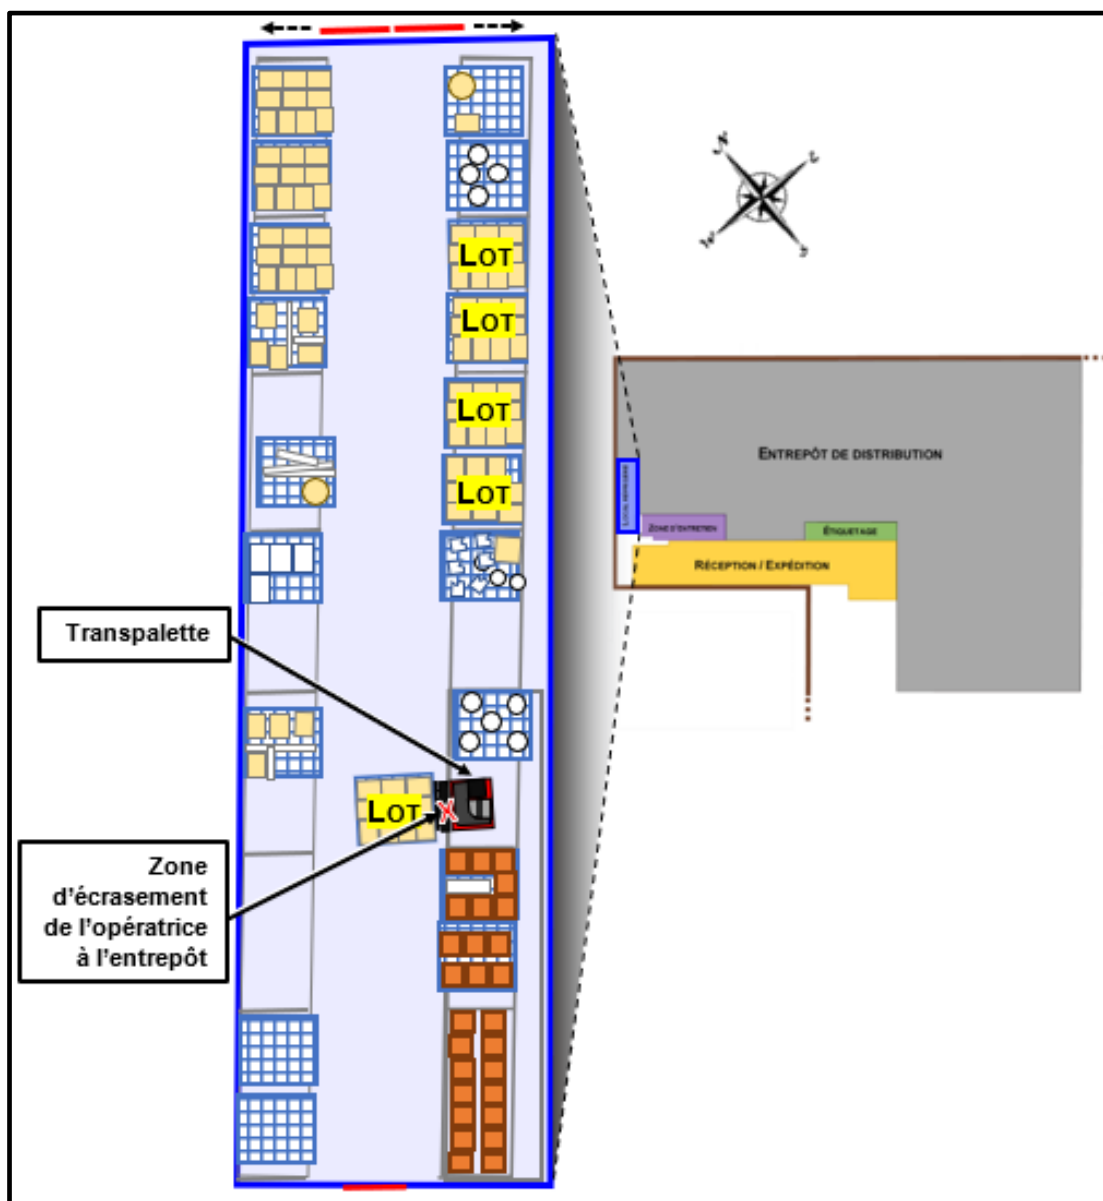 N
E
W
S
LOT
LOT
LOT
LOT
ENTREPÔT DE DISTRIBUTION
ZONE D'ENTRETIEN
ÉTIQUETAGE
RÉCEPTION / EXPÉDITION
Transpalette
LOT
Zone
d'écrasement
de l'opératrice
à l'entrepôt